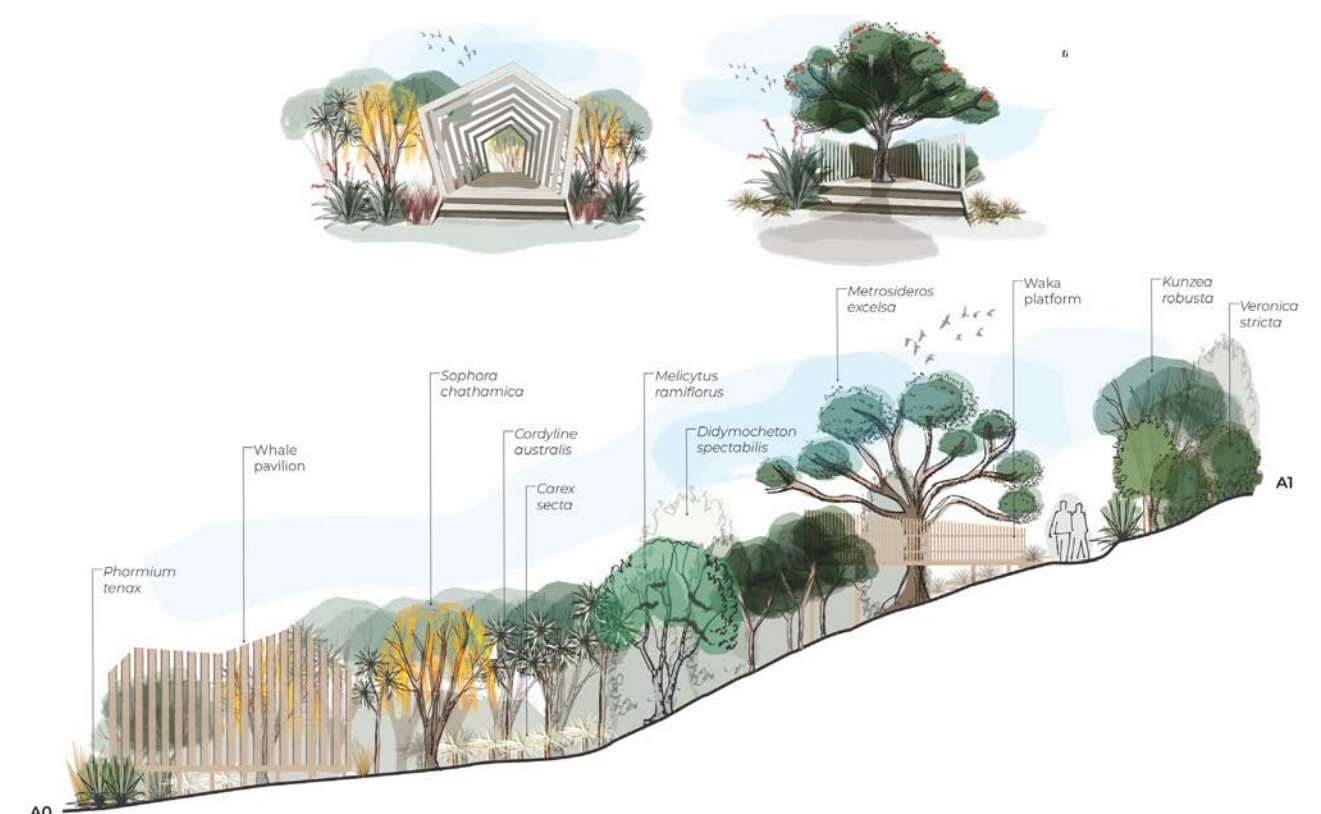 Metrosideros
excelsa
Waka
platform
Kunzea
robusta
Veronica
stricta
Sophora
chathamica
Melicytus
ramiflorus
Cordyline
australis
Didymocheton
spectabilis
Whale
pavilion
Carex
secta
A1
Phormium
tenax
A0